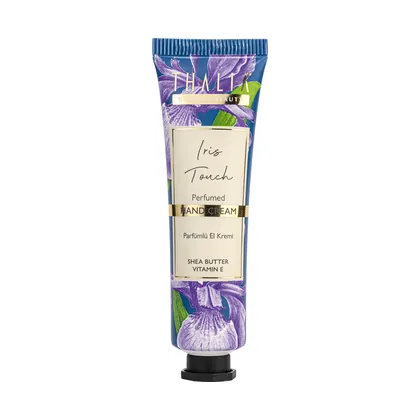 THALIA
Iris
Touch
Perfumed
HAND CREAM
Parfümlü El Kremi
SHEA BUTTER
VITAMIN E